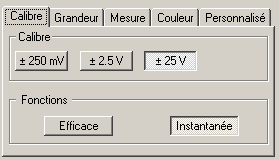 Calibre Grandeur Mesure Couleur Personnalisé
Calibre
± 250 mV ± 2.5 V ± 25 V
Fonctions
Efficace Instantanée